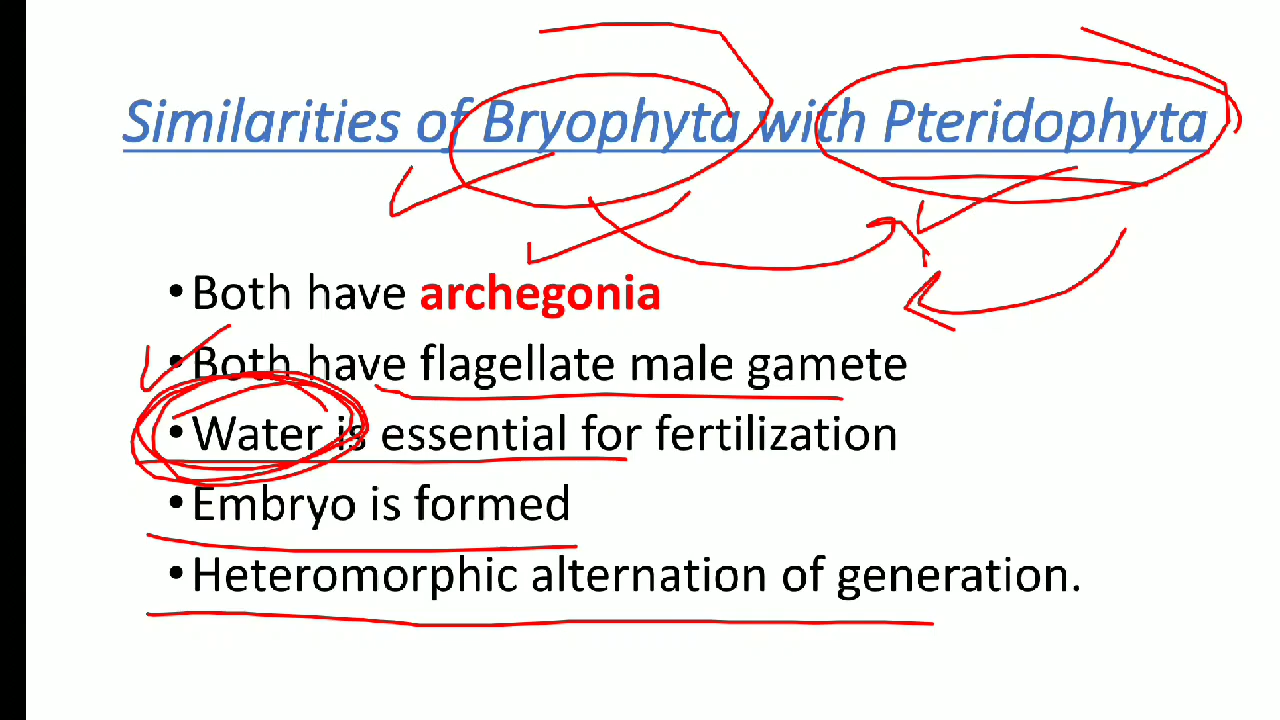 Similarities of Bryophyta with Pteridophyta
•Both have archegonia
•Both have flagellate male gamete
•Water is essential for fertilization
•Embryo is formed
•Heteromorphic alternation of generation.